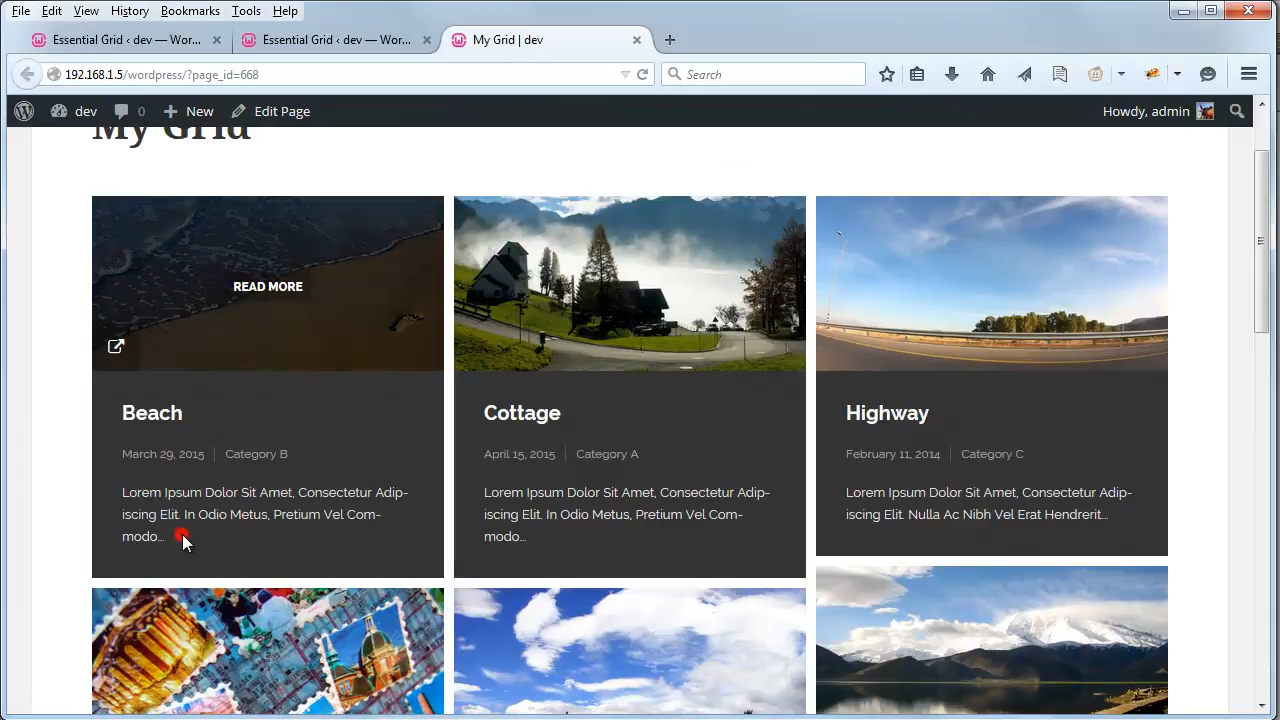 File Edit View History Bookmarks Tools Help
Essential Grid ‹ dev — Wor...
Essential Grid ‹ dev — Wor...
My Grid | dev
192.168.1.5/wordpress/?page_id=668
Search
dev
0
New
Edit Page
Howdy, admin
My Grid
READ MORE
Beach
March 29, 2015
Category B
Lorem Ipsum Dolor Sit Amet, Consectetur Adip-
iscing Elit. In Odio Metus, Pretium Vel Com-
modo...
Cottage
April 15, 2015
Category A
Lorem Ipsum Dolor Sit Amet, Consectetur Adip-
iscing Elit. In Odio Metus, Pretium Vel Com-
modo...
Highway
February 11, 2014
Category C
Lorem Ipsum Dolor Sit Amet, Consectetur Adip-
iscing Elit. Nulla Ac Nibh Vel Erat Hendrerit...